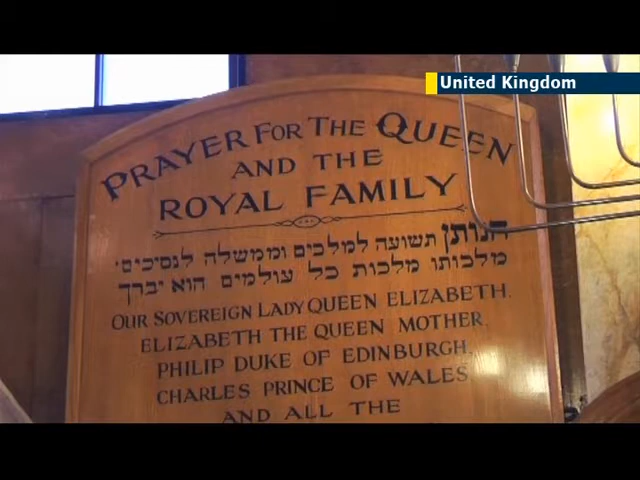 United Kingdom
PRAYER FOR THE QUEEN
AND THE
ROYAL FAMILY
הנותן תשועה למלכים וממשלה לנסיכים׳
מלכותו מלכות כל עולמים הוא יברך
OUR SOVEREIGN LADY QUEEN ELIZABETH.
ELIZABETH THE QUEEN MOTHER,
PHILIP DUKE OF EDINBURGH,
CHARLES PRINCE OF WALES
AND ALL THE